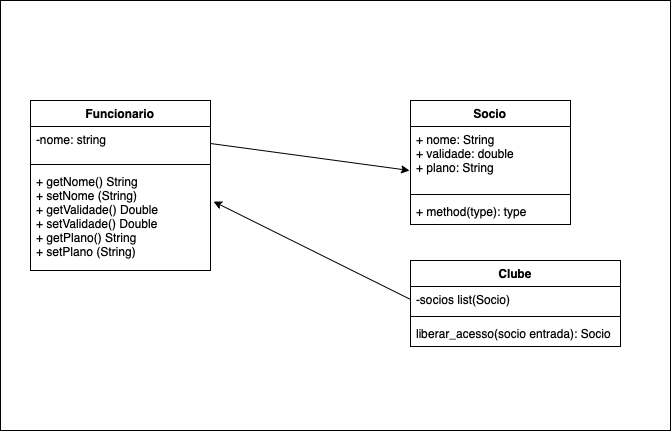 Funcionario
-nome: string
+ getNome() String
+ setNome (String)
+ getValidade() Double
+ setValidade() Double
+ getPlano() String
+ setPlano (String)
Socio
+ nome: String
+ validade: double
+ plano: String
+ method(type): type
Clube
-socios list(Socio)
liberar_acesso(socio entrada): Socio